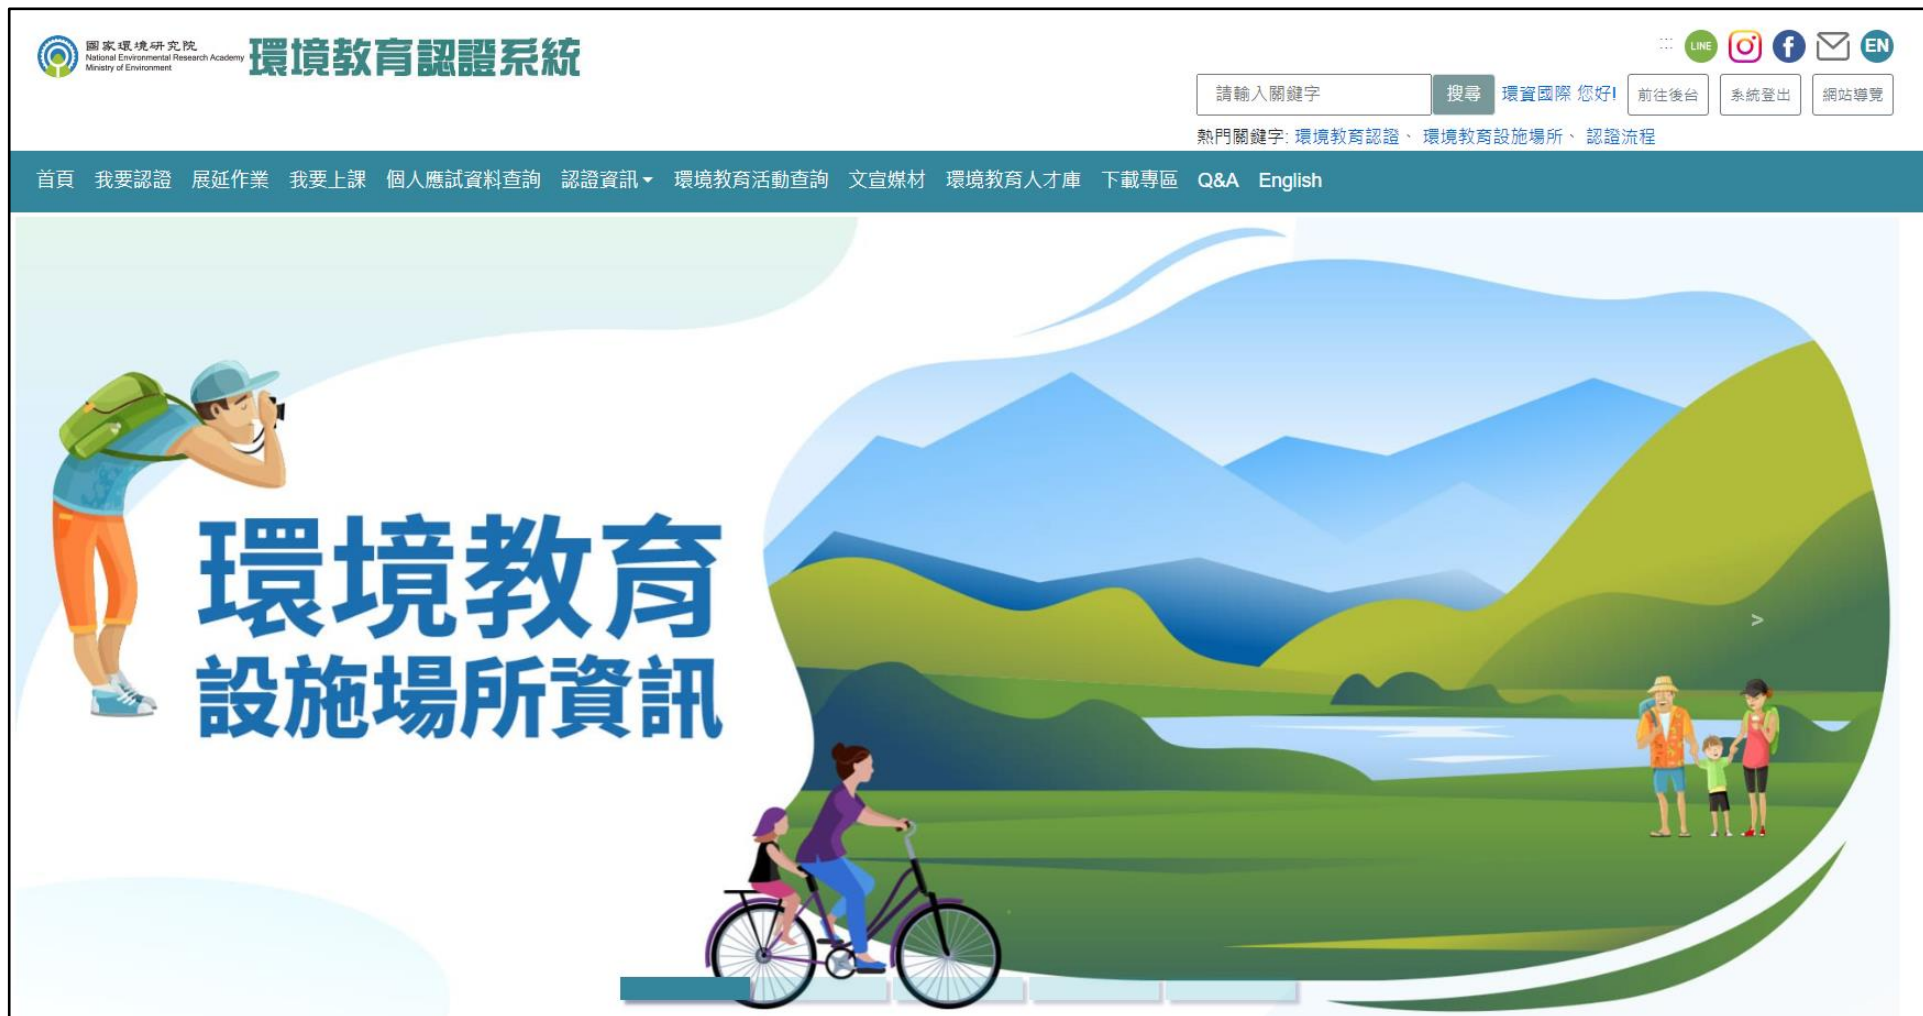 國家環境研究院
National Environmental Research Academy
Ministry of Environment
環境教育認證系統
::: LINE f EN
請輸入關鍵字 搜尋 環資國際 您好! 前往後台 系統登出 網站導覽
熱門關鍵字: 環境教育認證、 環境教育設施場所、 認證流程
首頁 我要認證 展延作業 我要上課 個人應試資料查詢 認證資訊 環境教育活動查詢 文宣媒材 環境教育人才庫 下載專區 Q&A English
環境教育
設施場所資訊
>